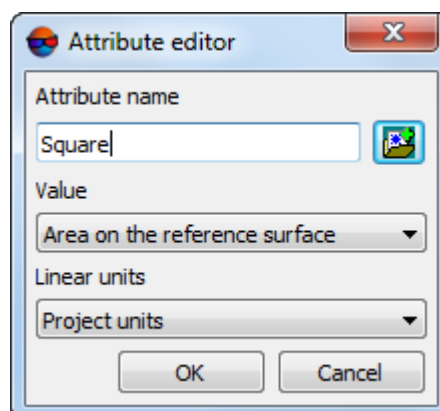 Attribute editor
Attribute name
Square
Value
Area on the reference surface
Linear units
Project units
OK Cancel